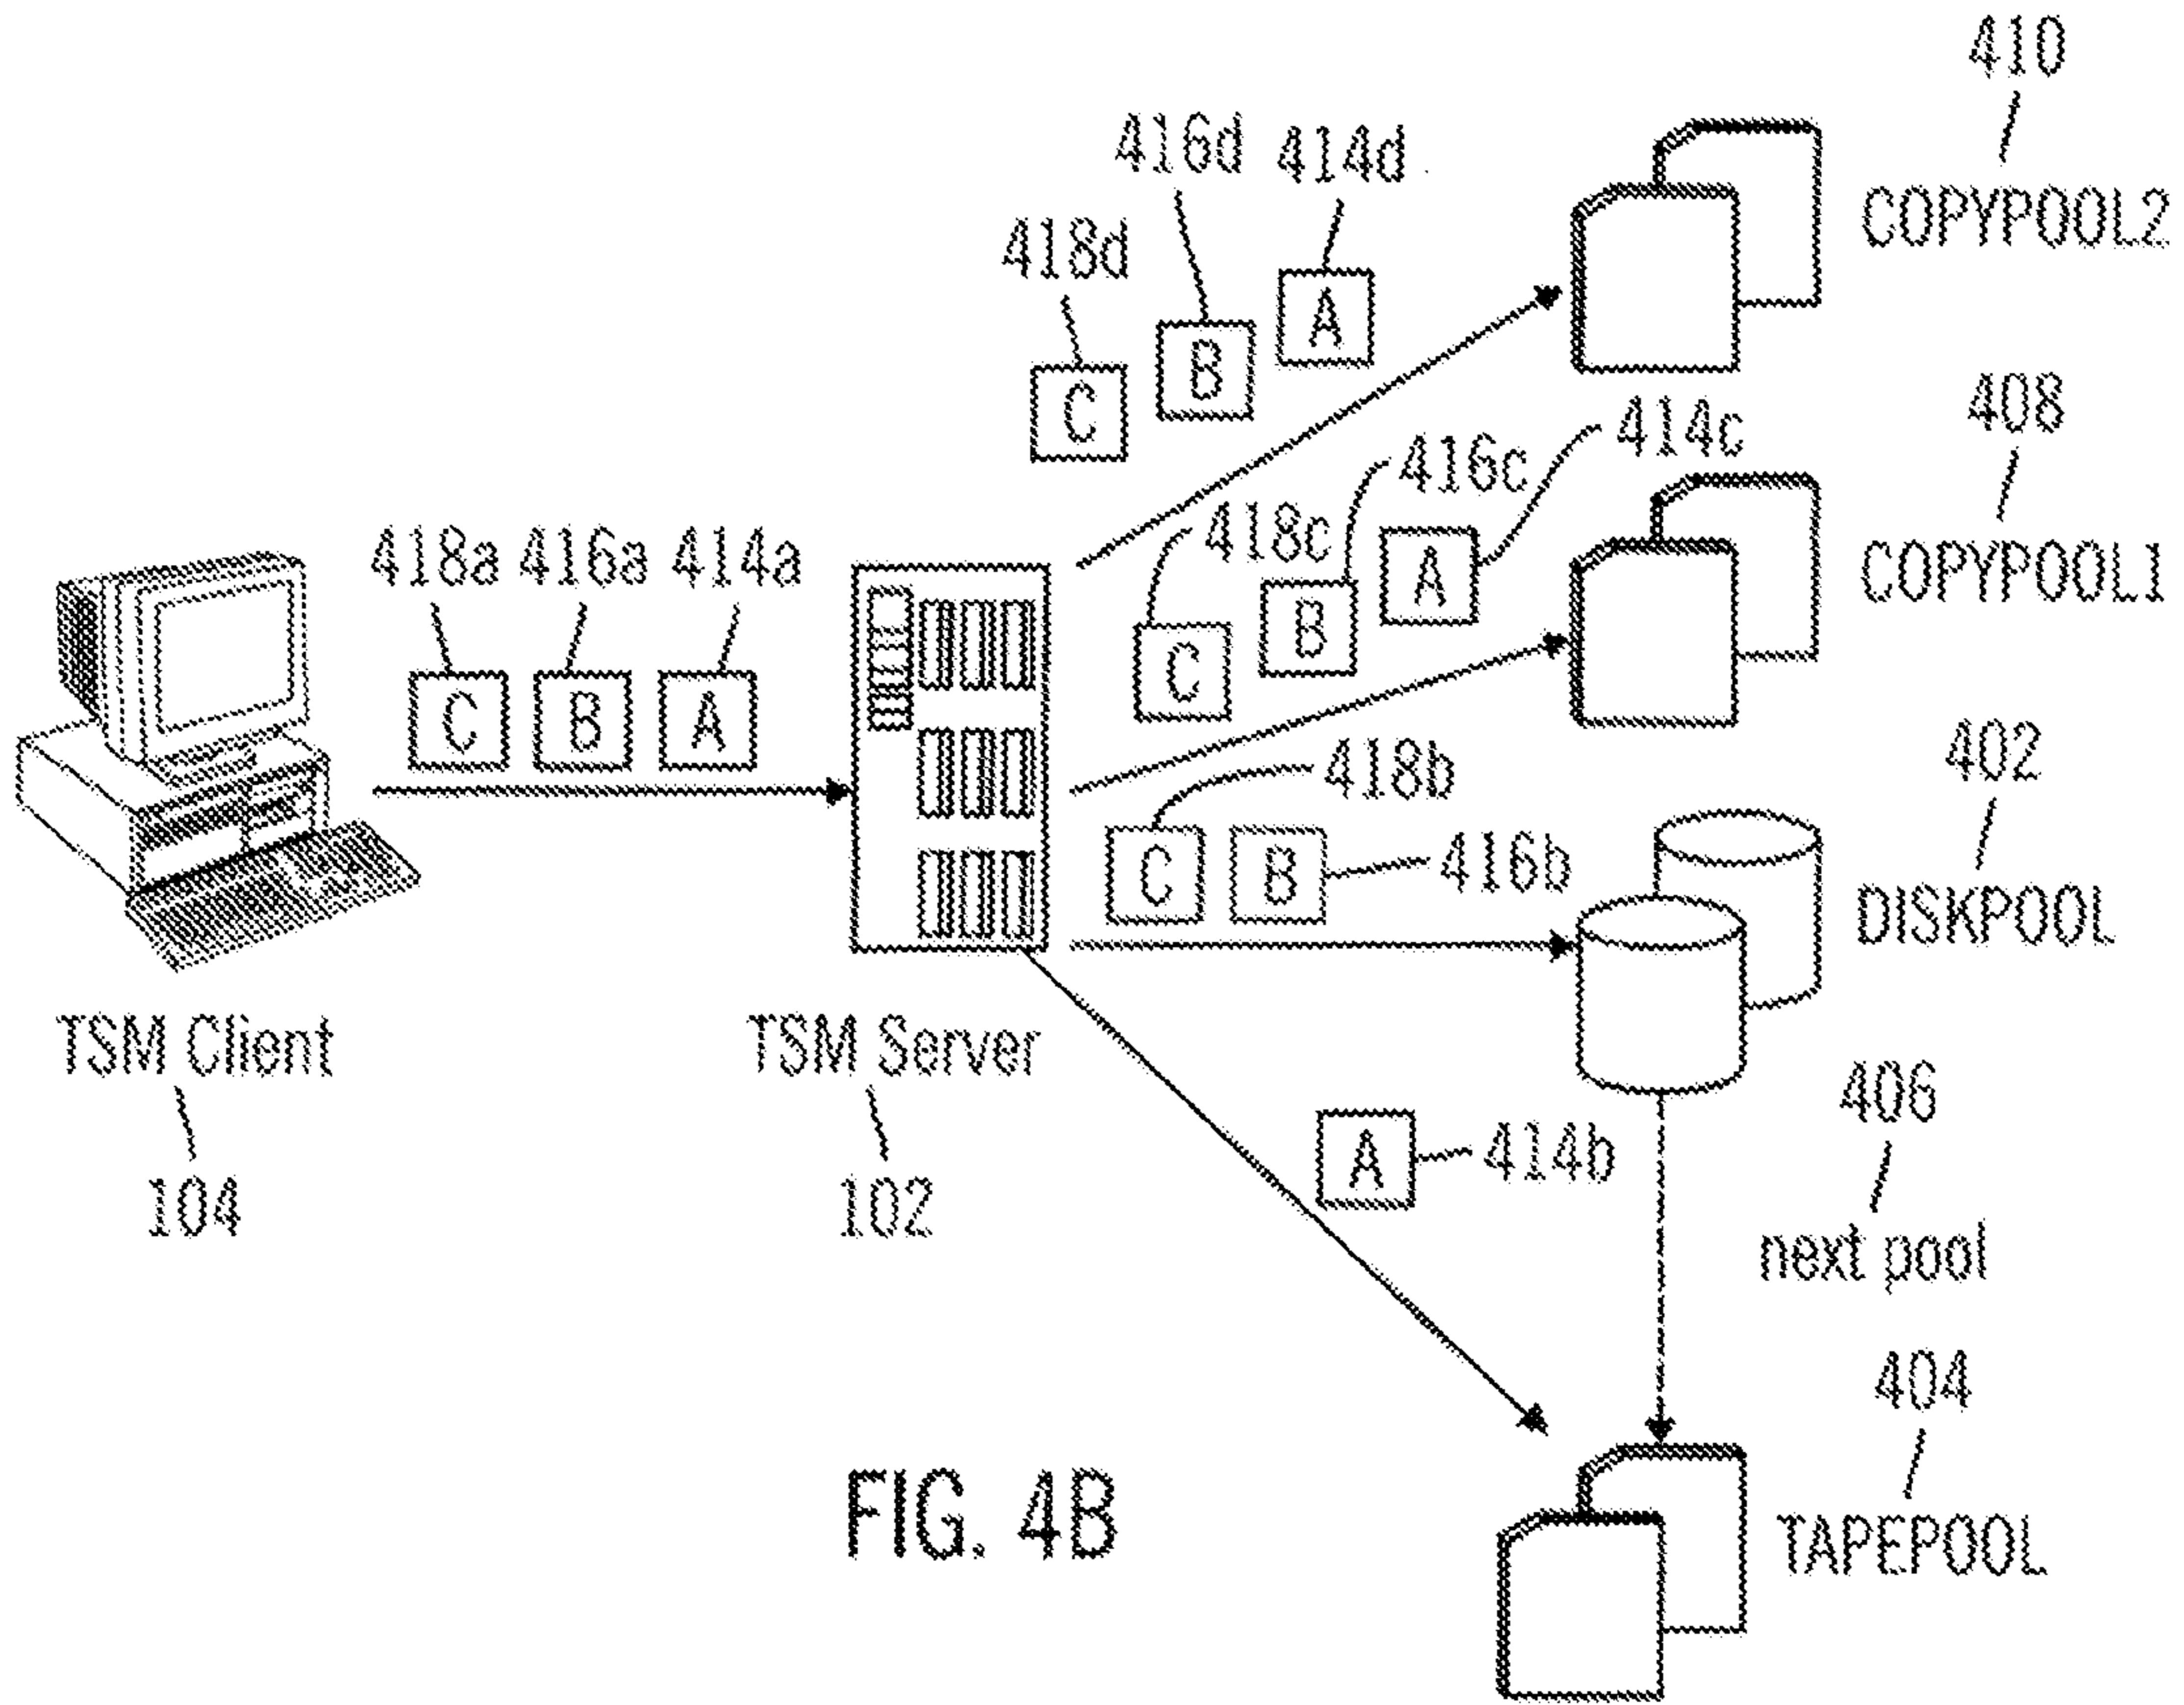 410
416d 414d
COPYPOOL2
418d
A
B
C
408
414c
416c
418c
COPYPOOL1
418a 416a 414a
A
B
C
C B A
402
418b
416b
C B
DISKPOOL
TSM Client
TSM Server
406
A
414b
104
102
next pool
404
FIG. 4B
TAPEPOOL